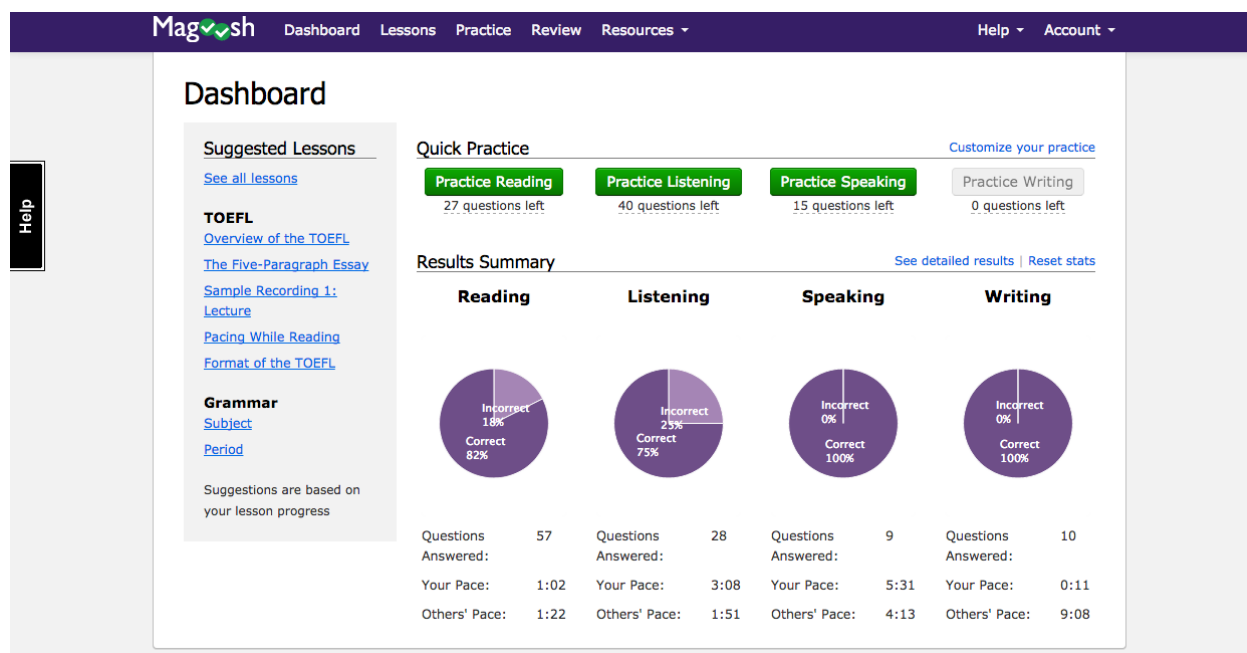 Magoosh Dashboard Lessons Practice Review Resources Help Account
Help
Dashboard
Suggested Lessons
See all lessons
TOEFL
Overview of the TOEFL
The Five-Paragraph Essay
Sample Recording 1:
Lecture
Pacing While Reading
Format of the TOEFL
Grammar
Subject
Period
Suggestions are based on
your lesson progress
Quick Practice Customize your practice
Practice Reading Practice Listening Practice Speaking Practice Writing
27 questions left 40 questions left 15 questions left 0 questions left
Results Summary See detailed results | Reset stats
Reading Listening Speaking Writing
Incorrect Incorrect Incorrect Incorrect
18% 25% 0% 0%
Correct Correct Correct Correct
82% 75% 100% 100%
Questions 57 Questions 28 Questions 9 Questions 10
Answered: Answered: Answered: Answered:
Your Pace: 1:02 Your Pace: 3:08 Your Pace: 5:31 Your Pace: 0:11
Others' Pace: 1:22 Others' Pace: 1:51 Others' Pace: 4:13 Others' Pace: 9:08